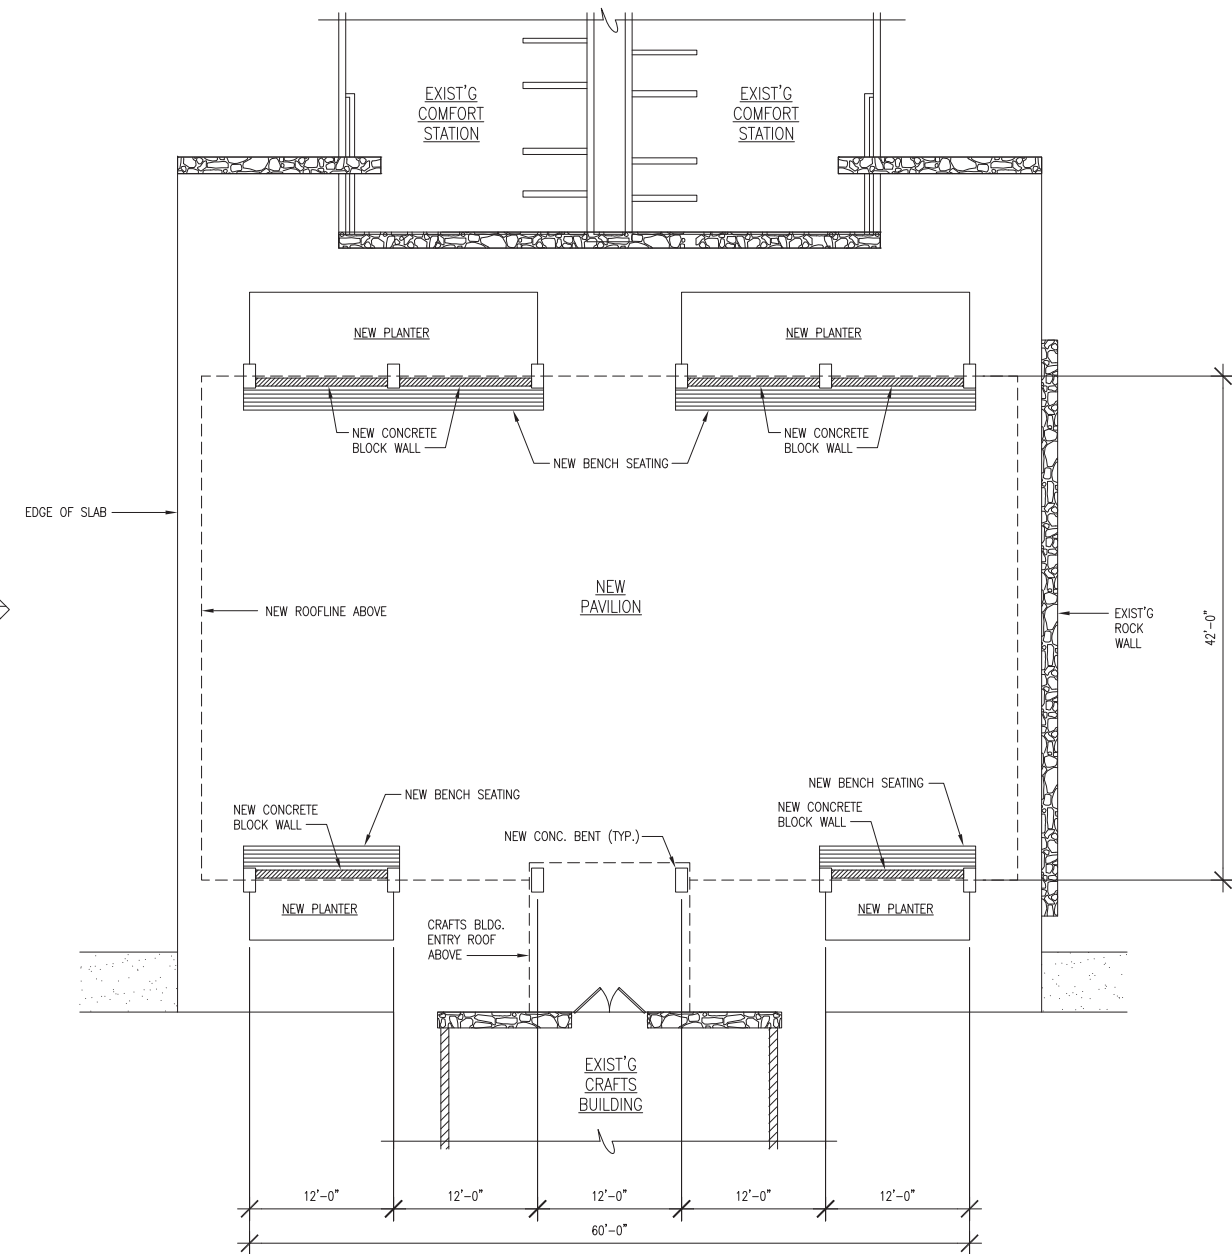 EXIST'G
COMFORT
STATION
EXIST'G
COMFORT
STATION
NEW PLANTER
NEW PLANTER
NEW CONCRETE
BLOCK WALL
NEW CONCRETE
BLOCK WALL
NEW BENCH SEATING
EDGE OF SLAB
NEW
PAVILION
NEW ROOFLINE ABOVE
EXIST'G
ROCK
WALL
42'-0"
NEW BENCH SEATING
NEW BENCH SEATING
NEW CONCRETE
BLOCK WALL
NEW CONCRETE
BLOCK WALL
NEW CONC. BENT (TYP.)
NEW PLANTER
NEW PLANTER
CRAFTS BLDG.
ENTRY ROOF
ABOVE
EXIST'G
CRAFTS
BUILDING
12'-0"
12'-0"
12'-0"
12'-0"
12'-0"
60'-0"